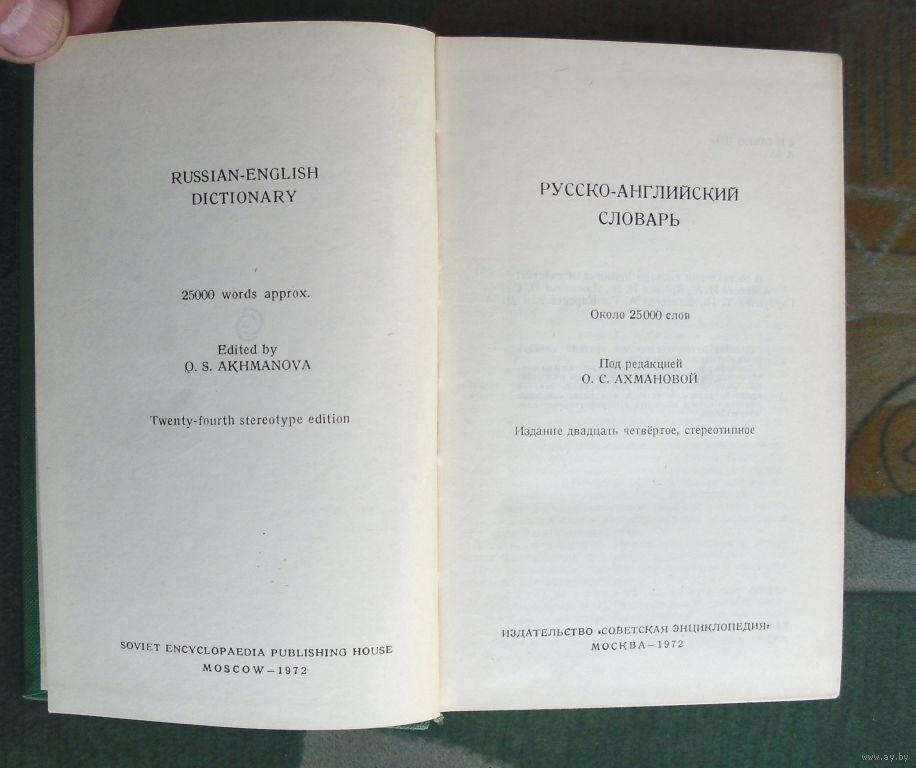 RUSSIAN-ENGLISH
DICTIONARY
25000 words approx.
Edited by
O. S. AKHMANOVA
Twenty-fourth stereotype edition
SOVIET ENCYCLOPAEDIA PUBLISHING HOUSE
MOSCOW—1972
РУССКО-АНГЛИЙСКИЙ
СЛОВАРЬ
Около 25000 слов
Под редакцией
О. С. АХМАНОВОЙ
Издание двадцать четвёртое, стереотипное
ИЗДАТЕЛЬСТВО «СОВЕТСКАЯ ЭНЦИКЛОПЕДИЯ»
МОСКВА—1972
www.ay.by